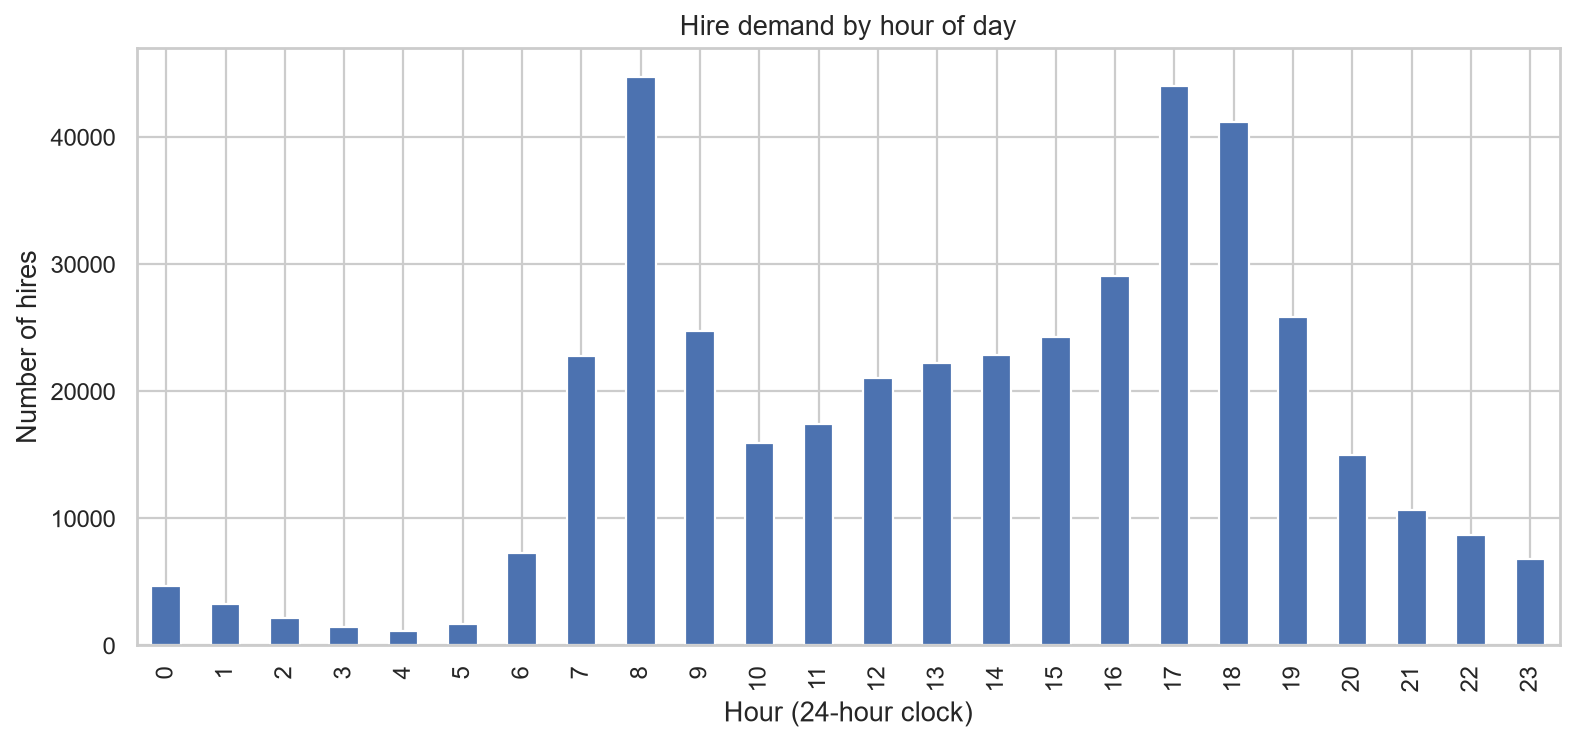 Hire demand by hour of day
Number of hires
40000
30000
20000
10000
0
0 1 2 3 4 5 6 7 8 9 10 11 12 13 14 15 16 17 18 19 20 21 22 23
Hour (24-hour clock)